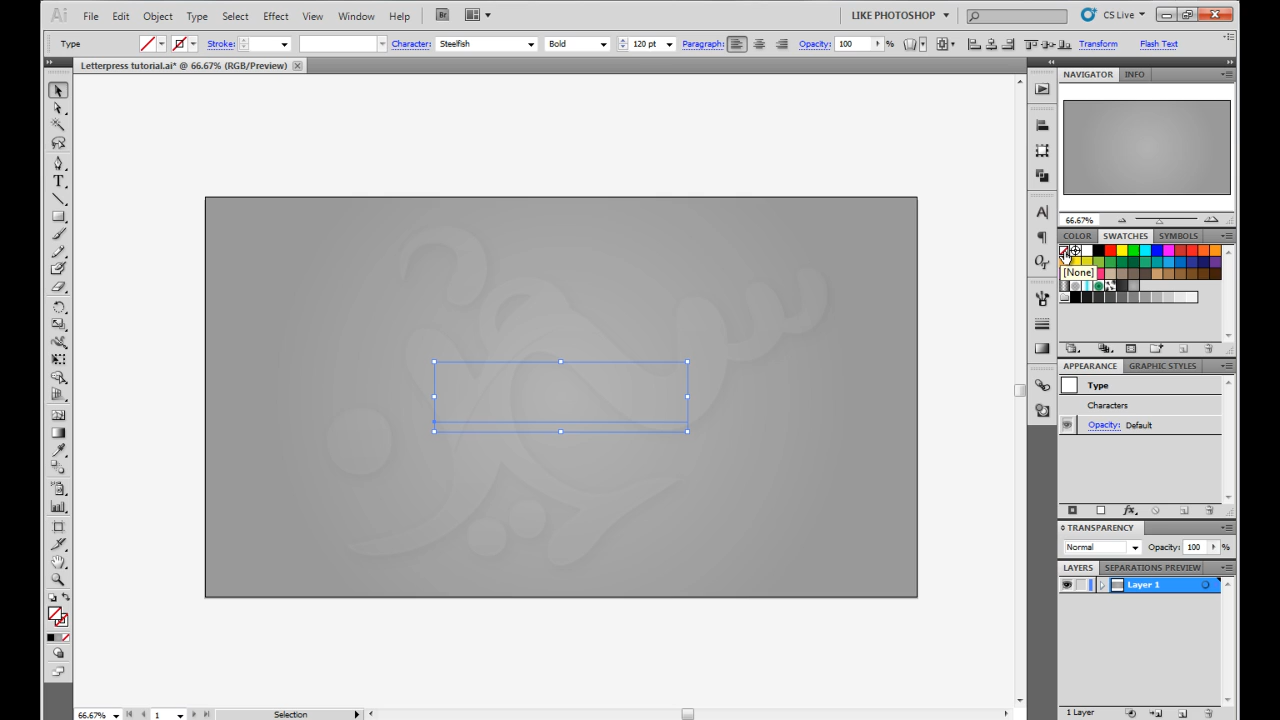 Ai File Edit Object Type Select Effect View Window Help Br LIKE PHOTOSHOP CS Live
Type Stroke: Character: Steelfish Bold 120 pt Paragraph: Opacity: 100 % Transform Flash Text
Letterpress tutorial.ai* @ 66.67% (RGB/Preview)
NAVIGATOR INFO
66.67%
COLOR SWATCHES SYMBOLS
[None]
APPEARANCE GRAPHIC STYLES
Type
Characters
Opacity: Default
TRANSPARENCY
Normal Opacity: 100 %
LAYERS SEPARATIONS PREVIEW
Layer 1
1 Layer
66.67% 1 Selection